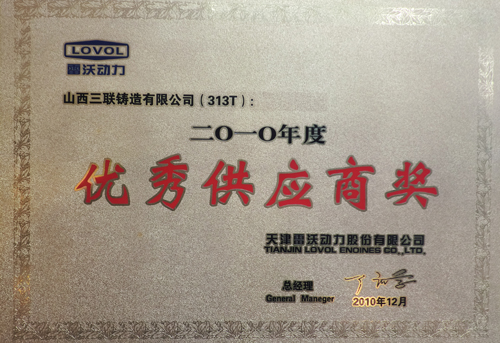 LOVOL
雷沃动力
山西三联铸造有限公司（313T）：
二〇一〇年度
优秀供应商奖
天津雷沃动力股份有限公司
TIANJIN LOVOL ENGINES CO.,LTD.
总经理
General Maneger
2010年12月